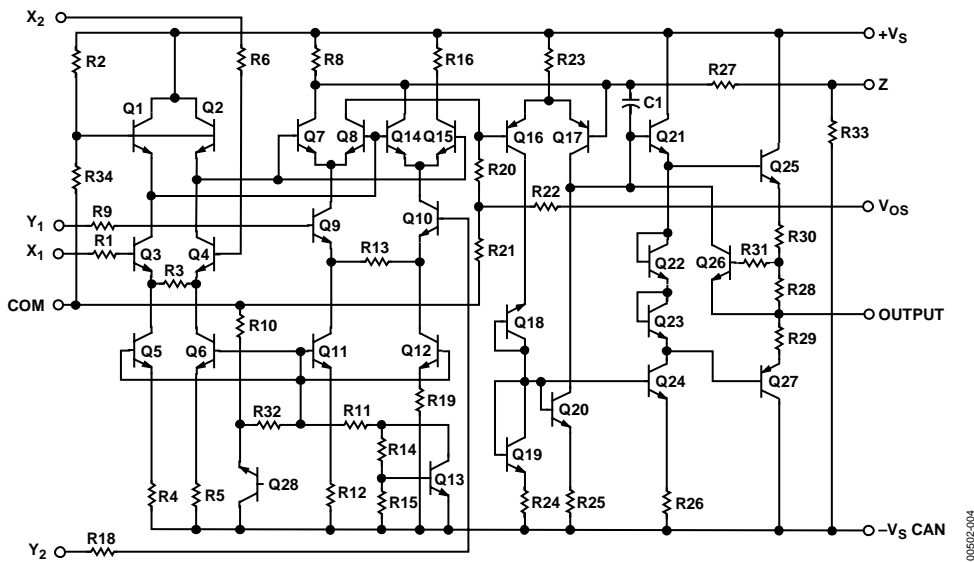 X2
+VS
R2
R6
R8
R16
R23
R27
Z
C1
Q1
Q2
Q7
Q8
Q14
Q15
Q16
Q17
Q21
R33
Q25
R34
R20
R22
VOS
Y1
R9
Q9
Q10
R30
X1
R1
Q3
Q4
R13
R21
Q22
Q26
R31
R3
R28
COM
OUTPUT
R10
Q18
Q23
R29
Q5
Q6
Q11
Q12
Q24
Q27
R19
Q20
R32
R11
R14
Q13
Q19
Q28
R4
R5
R12
R15
R24
R25
R26
–VS CAN
Y2
R18
00502-004